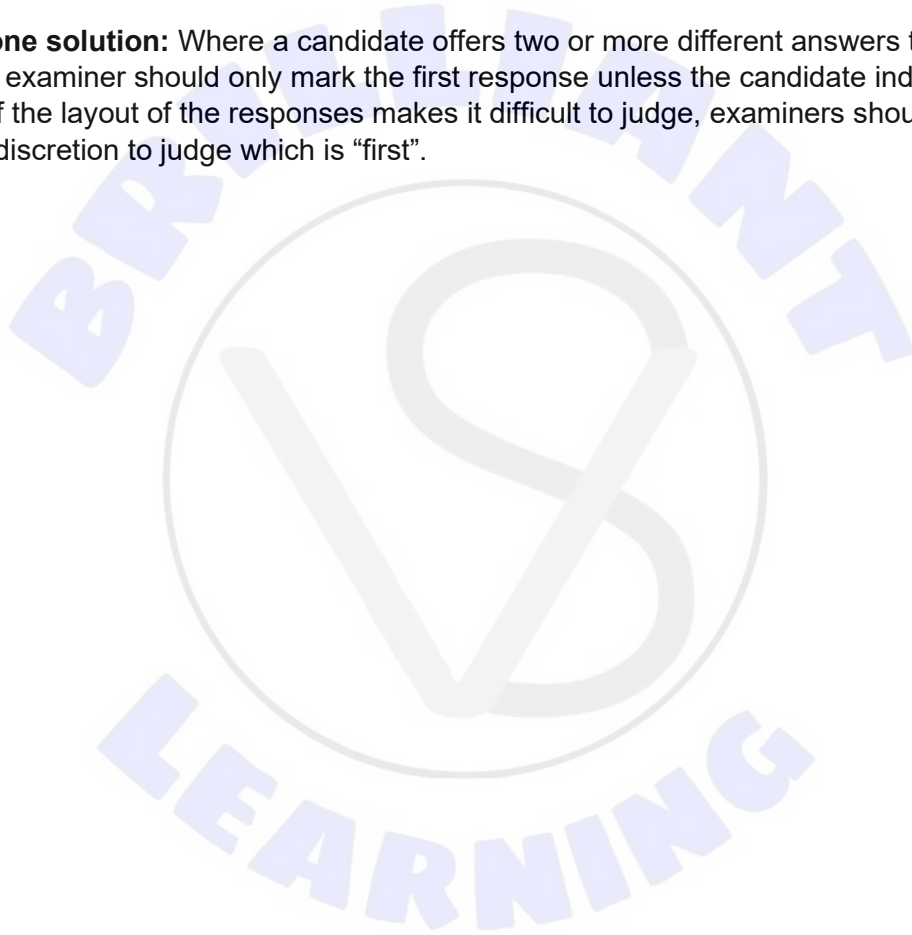 one solution: Where a candidate offers two or more different answers t
examiner should only mark the first response unless the candidate ind
f the layout of the responses makes it difficult to judge, examiners shou
discretion to judge which is “first”.
BRILLIANT
VS
LEARNING